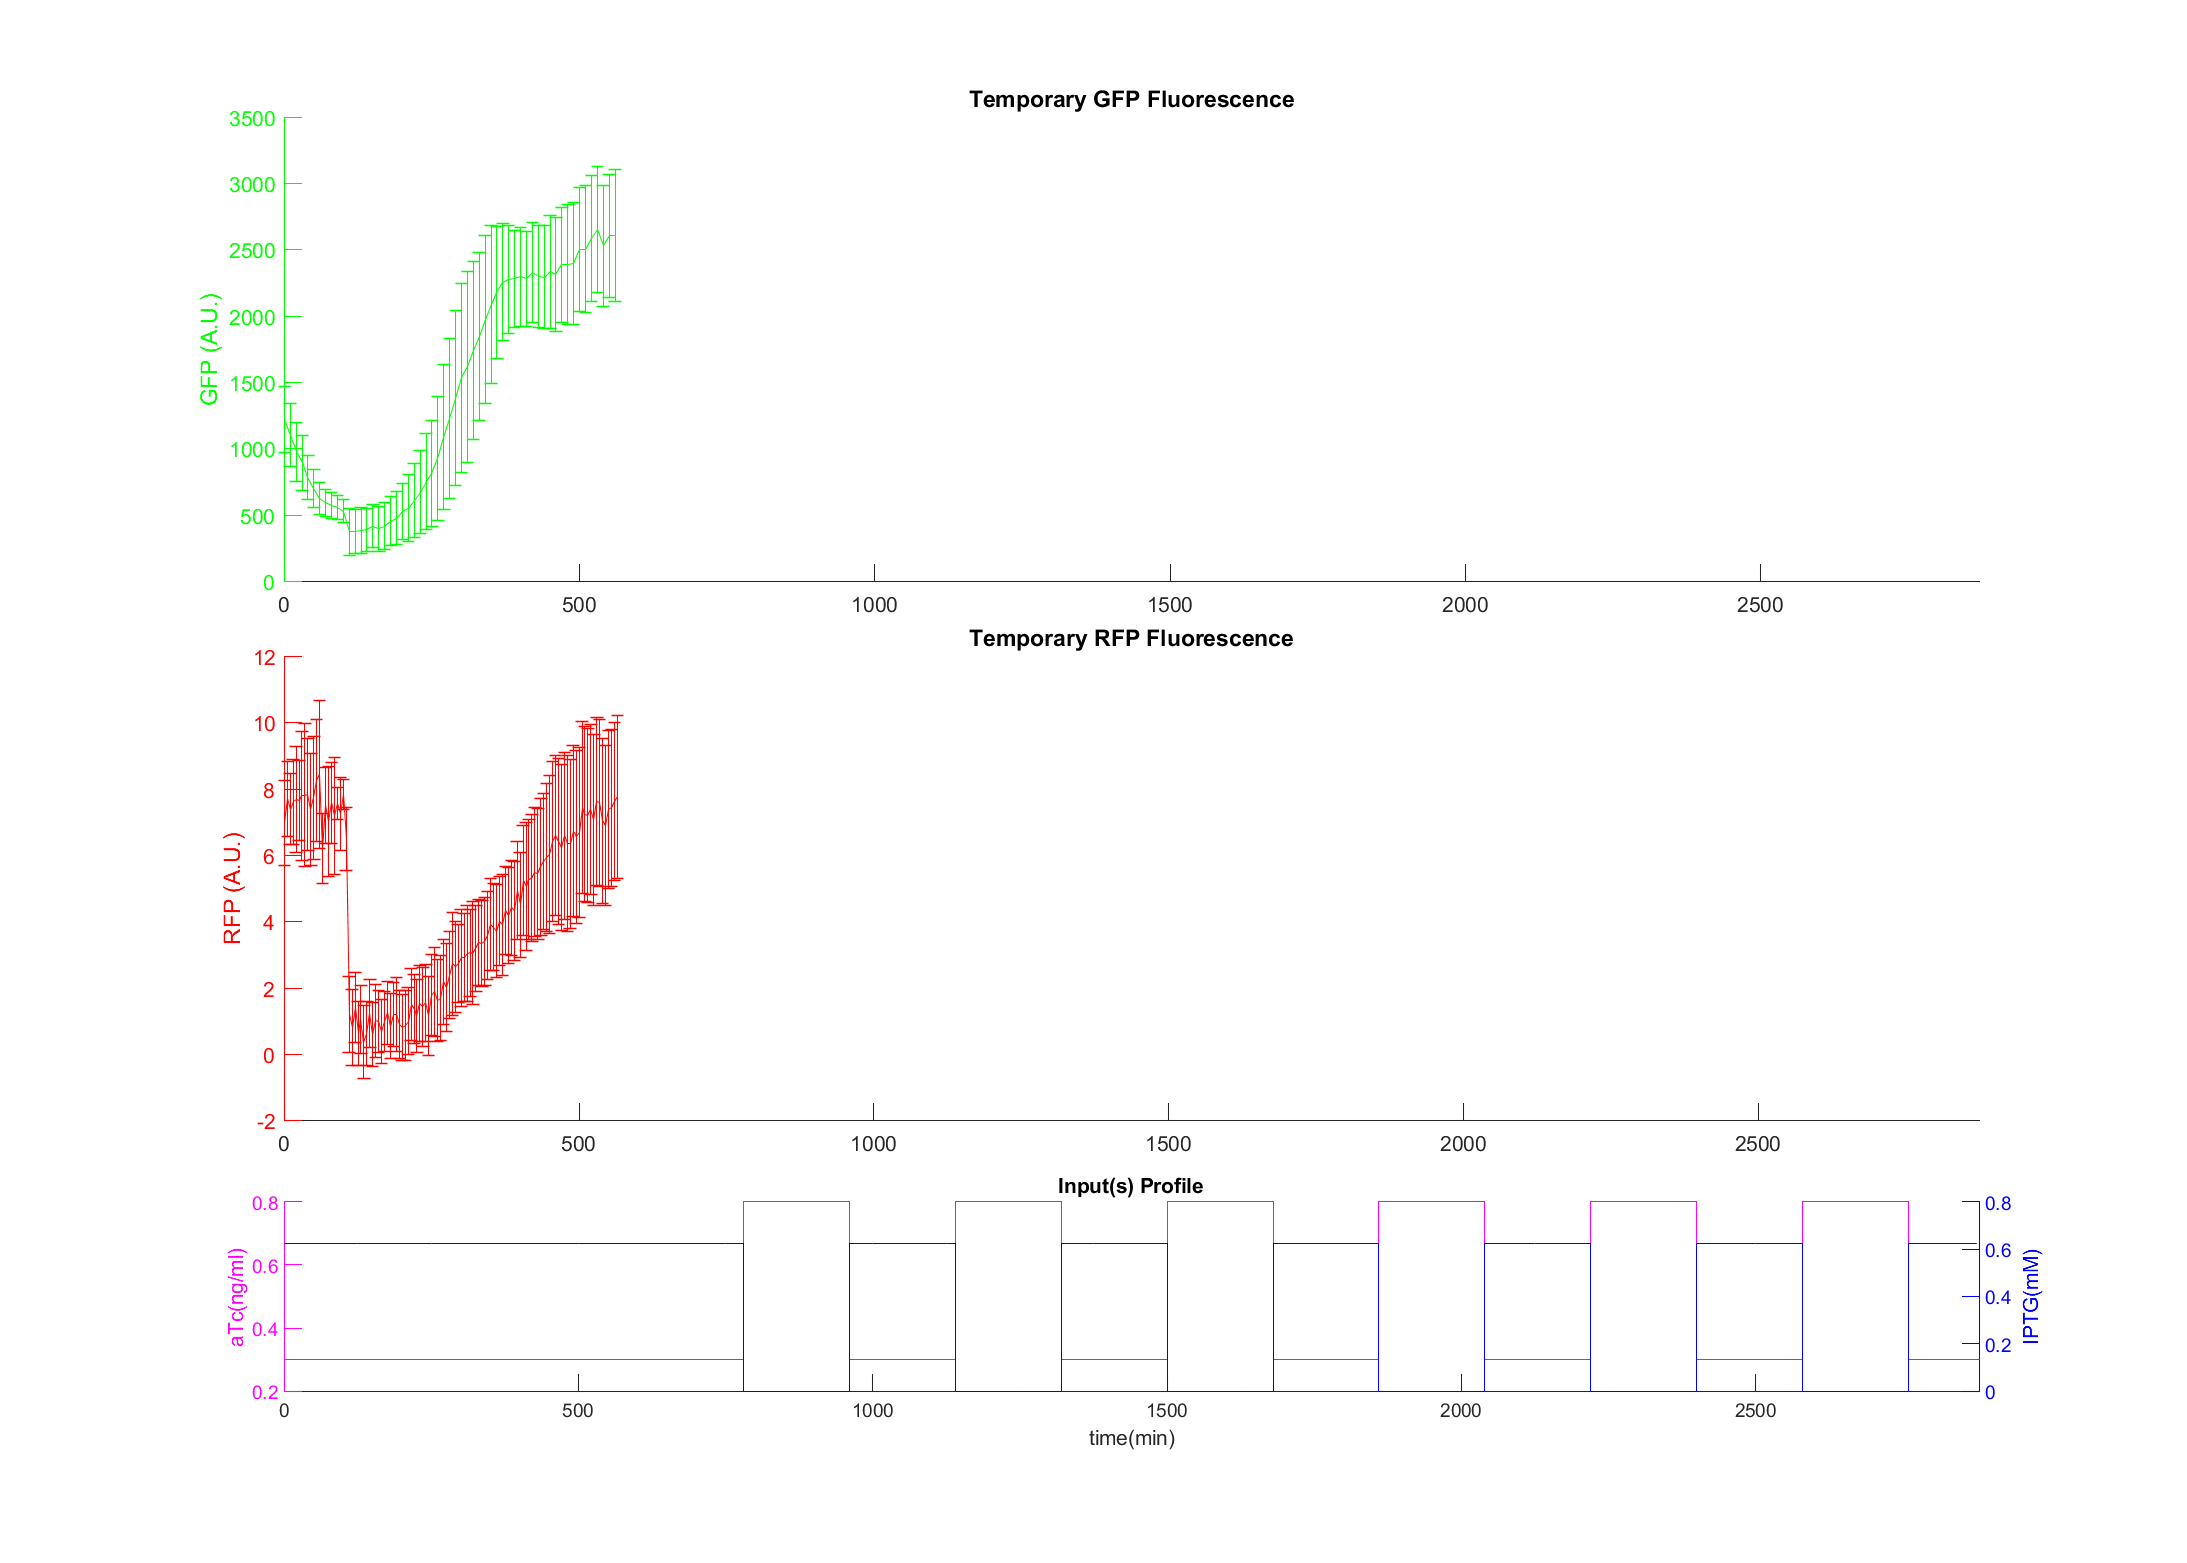 Temporary GFP Fluorescence
3500
3000
2500
2000
1500
1000
500
0
GFP (A.U.)
0 500 1000 1500 2000 2500
Temporary RFP Fluorescence
12
10
8
6
4
2
0
-2
RFP (A.U.)
0 500 1000 1500 2000 2500
Input(s) Profile
0.8
0.6
0.4
0.2
aTc(ng/ml)
0.8
0.6
0.4
0.2
0
IPTG(mM)
0 500 1000 1500 2000 2500
time(min)